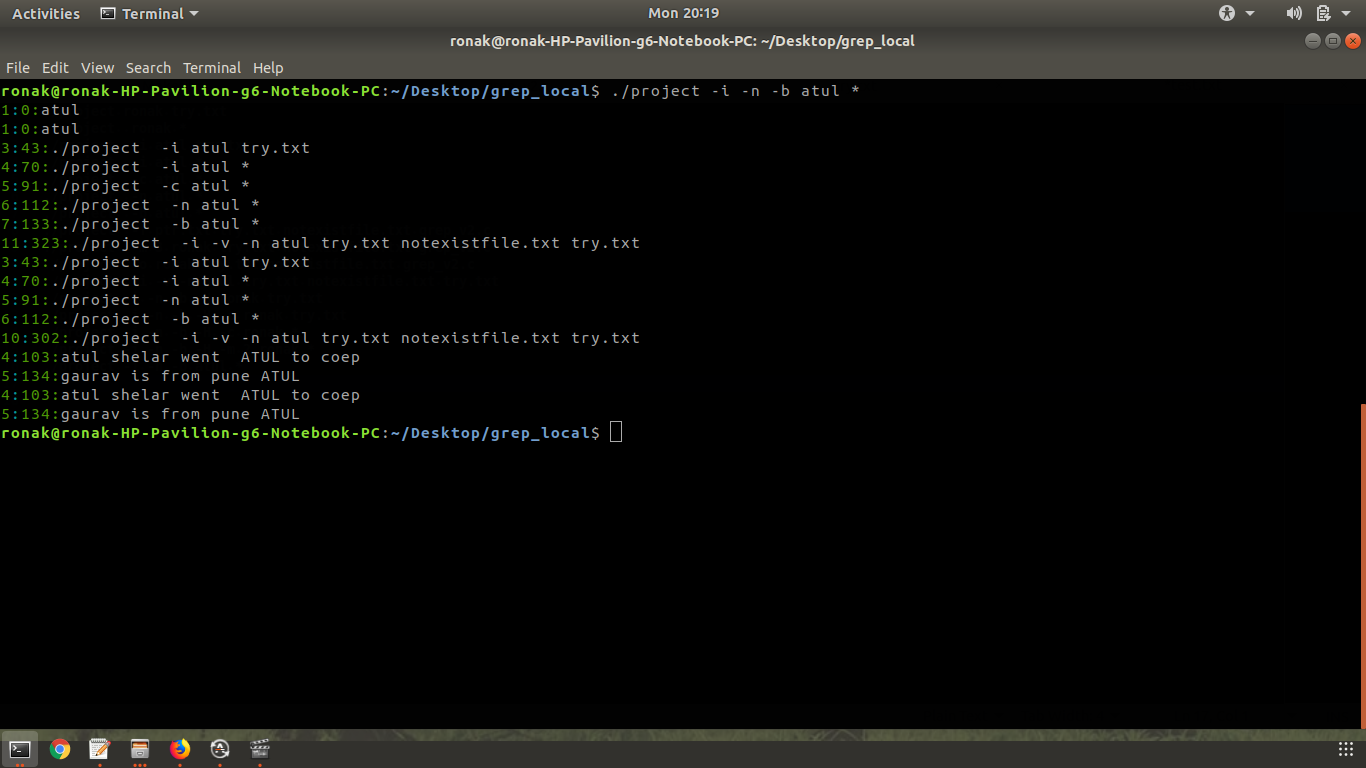 Activities Terminal Mon 20:19
ronak@ronak-HP-Pavilion-g6-Notebook-PC: ~/Desktop/grep_local
File Edit View Search Terminal Help
ronak@ronak-HP-Pavilion-g6-Notebook-PC:~/Desktop/grep_local$ ./project -i -n -b atul *
1:0:atul
1:0:atul
3:43:./project  -i atul try.txt
4:70:./project  -i atul *
5:91:./project  -c atul *
6:112:./project  -n atul *
7:133:./project  -b atul *
11:323:./project  -i -v -n atul try.txt notexistfile.txt try.txt
3:43:./project  -i atul try.txt
4:70:./project  -i atul *
5:91:./project  -n atul *
6:112:./project  -b atul *
10:302:./project  -i -v -n atul try.txt notexistfile.txt try.txt
4:103:atul shelar went  ATUL to coep
5:134:gaurav is from pune ATUL
4:103:atul shelar went  ATUL to coep
5:134:gaurav is from pune ATUL
ronak@ronak-HP-Pavilion-g6-Notebook-PC:~/Desktop/grep_local$